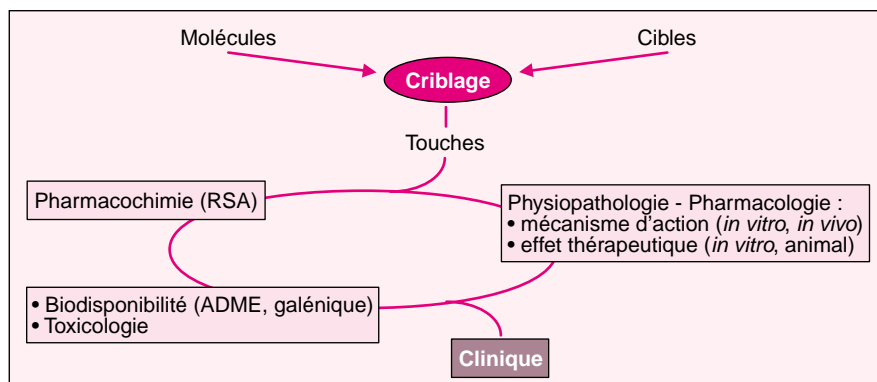 Molécules
Cibles
Criblage
Touches
Pharmacochimie (RSA)
Physiopathologie - Pharmacologie :
• mécanisme d'action (in vitro, in vivo)
• effet thérapeutique (in vitro, animal)
• Biodisponibilité (ADME, galénique)
• Toxicologie
Clinique